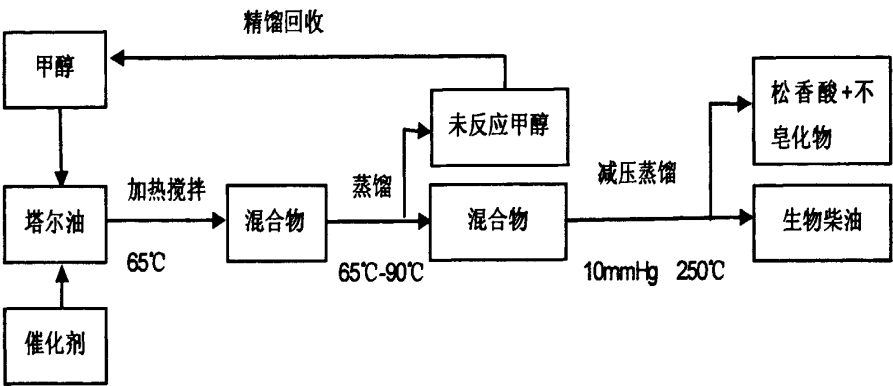 精馏回收
甲醇
未反应甲醇
松香酸+不
皂化物
加热搅拌
蒸馏
减压蒸馏
塔尔油
混合物
混合物
生物柴油
65℃
65℃-90℃
10mmHg 250℃
催化剂